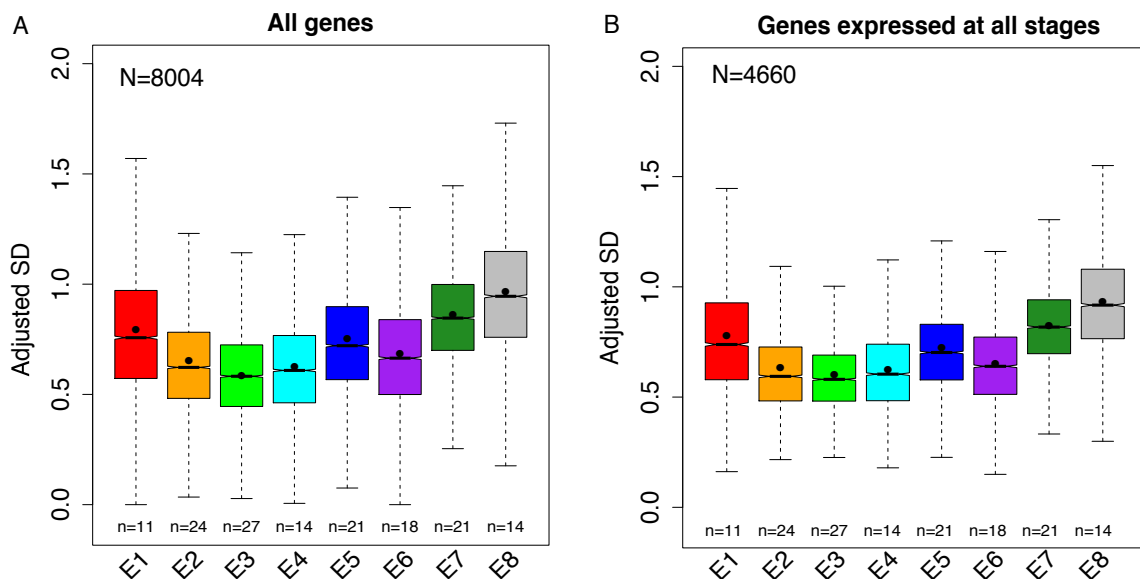 A
All genes
N=8004
Adjusted SD
2.0
1.5
1.0
0.5
0.0
n=11 n=24 n=27 n=14 n=21 n=18 n=21 n=14
E1 E2 E3 E4 E5 E6 E7 E8
B
Genes expressed at all stages
N=4660
Adjusted SD
2.0
1.5
1.0
0.5
0.0
n=11 n=24 n=27 n=14 n=21 n=18 n=21 n=14
E1 E2 E3 E4 E5 E6 E7 E8